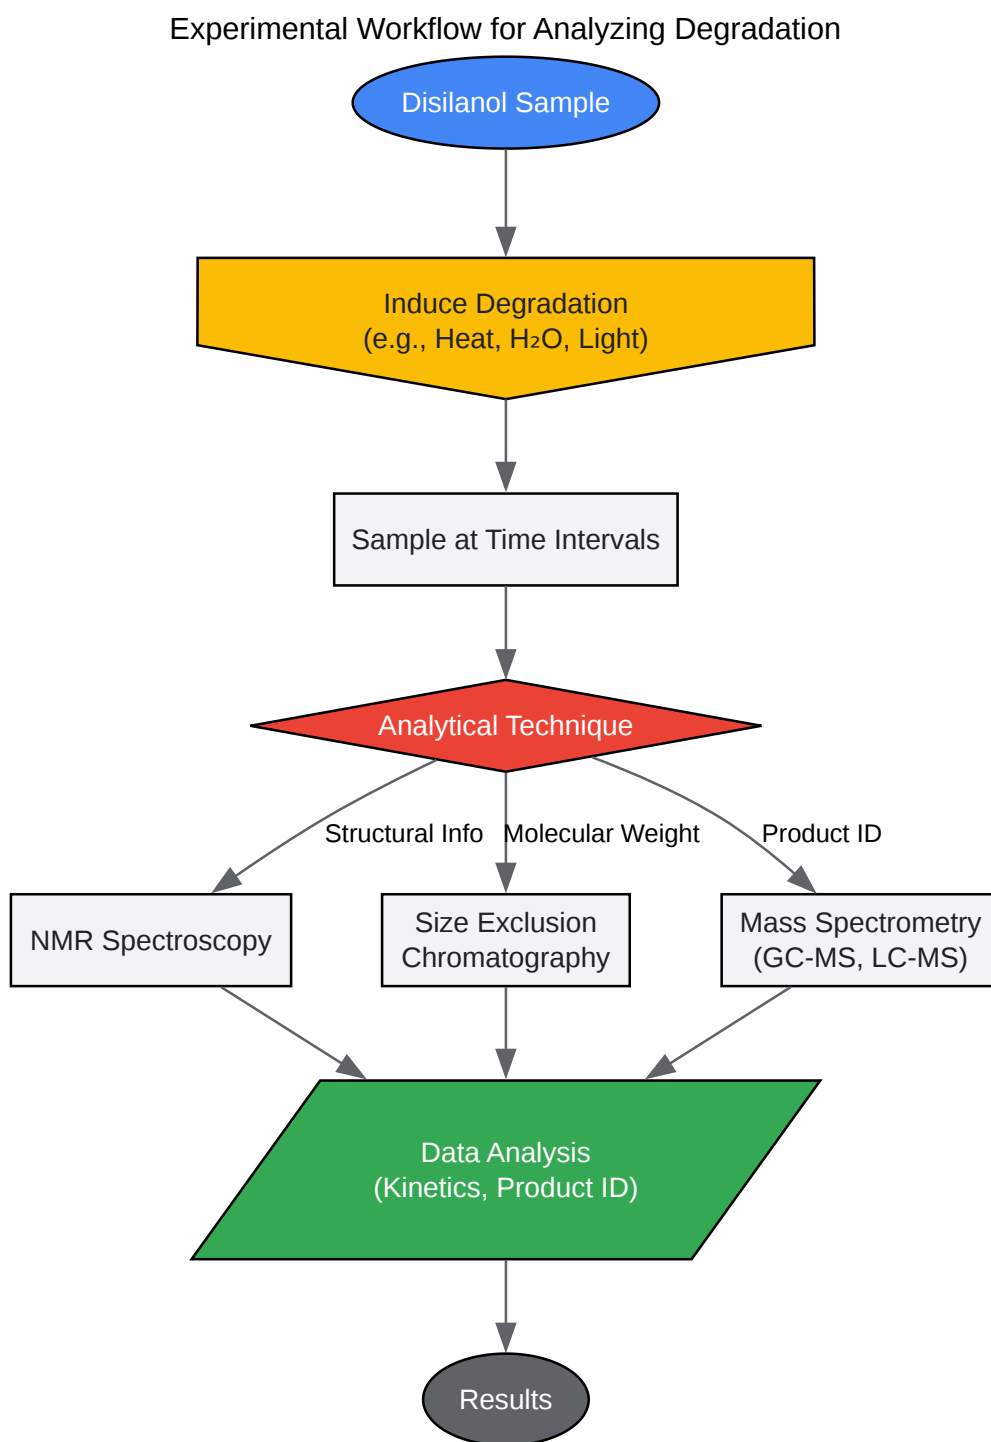 Experimental Workflow for Analyzing Degradation
Disilanol Sample
Induce Degradation
(e.g., Heat, H₂O, Light)
Sample at Time Intervals
Analytical Technique
Structural Info
Molecular Weight
Product ID
NMR Spectroscopy
Size Exclusion
Chromatography
Mass Spectrometry
(GC-MS, LC-MS)
Data Analysis
(Kinetics, Product ID)
Results